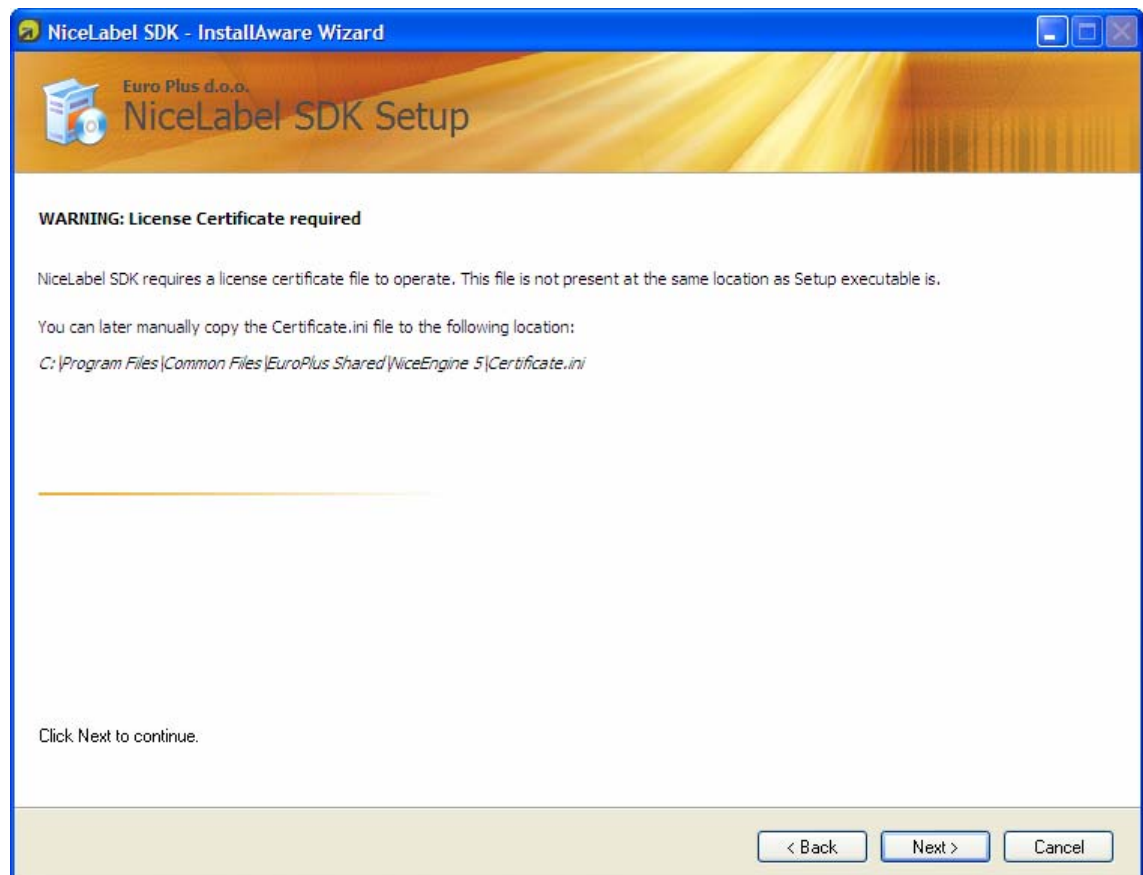 NiceLabel SDK - InstallAware Wizard
Euro Plus d.o.o.
NiceLabel SDK Setup
WARNING: License Certificate required
NiceLabel SDK requires a license certificate file to operate. This file is not present at the same location as Setup executable is.
You can later manually copy the Certificate.ini file to the following location:
C:\Program Files\Common Files\EuroPlus Shared\NiceEngine 5\Certificate.ini
Click Next to continue.
< Back Next > Cancel